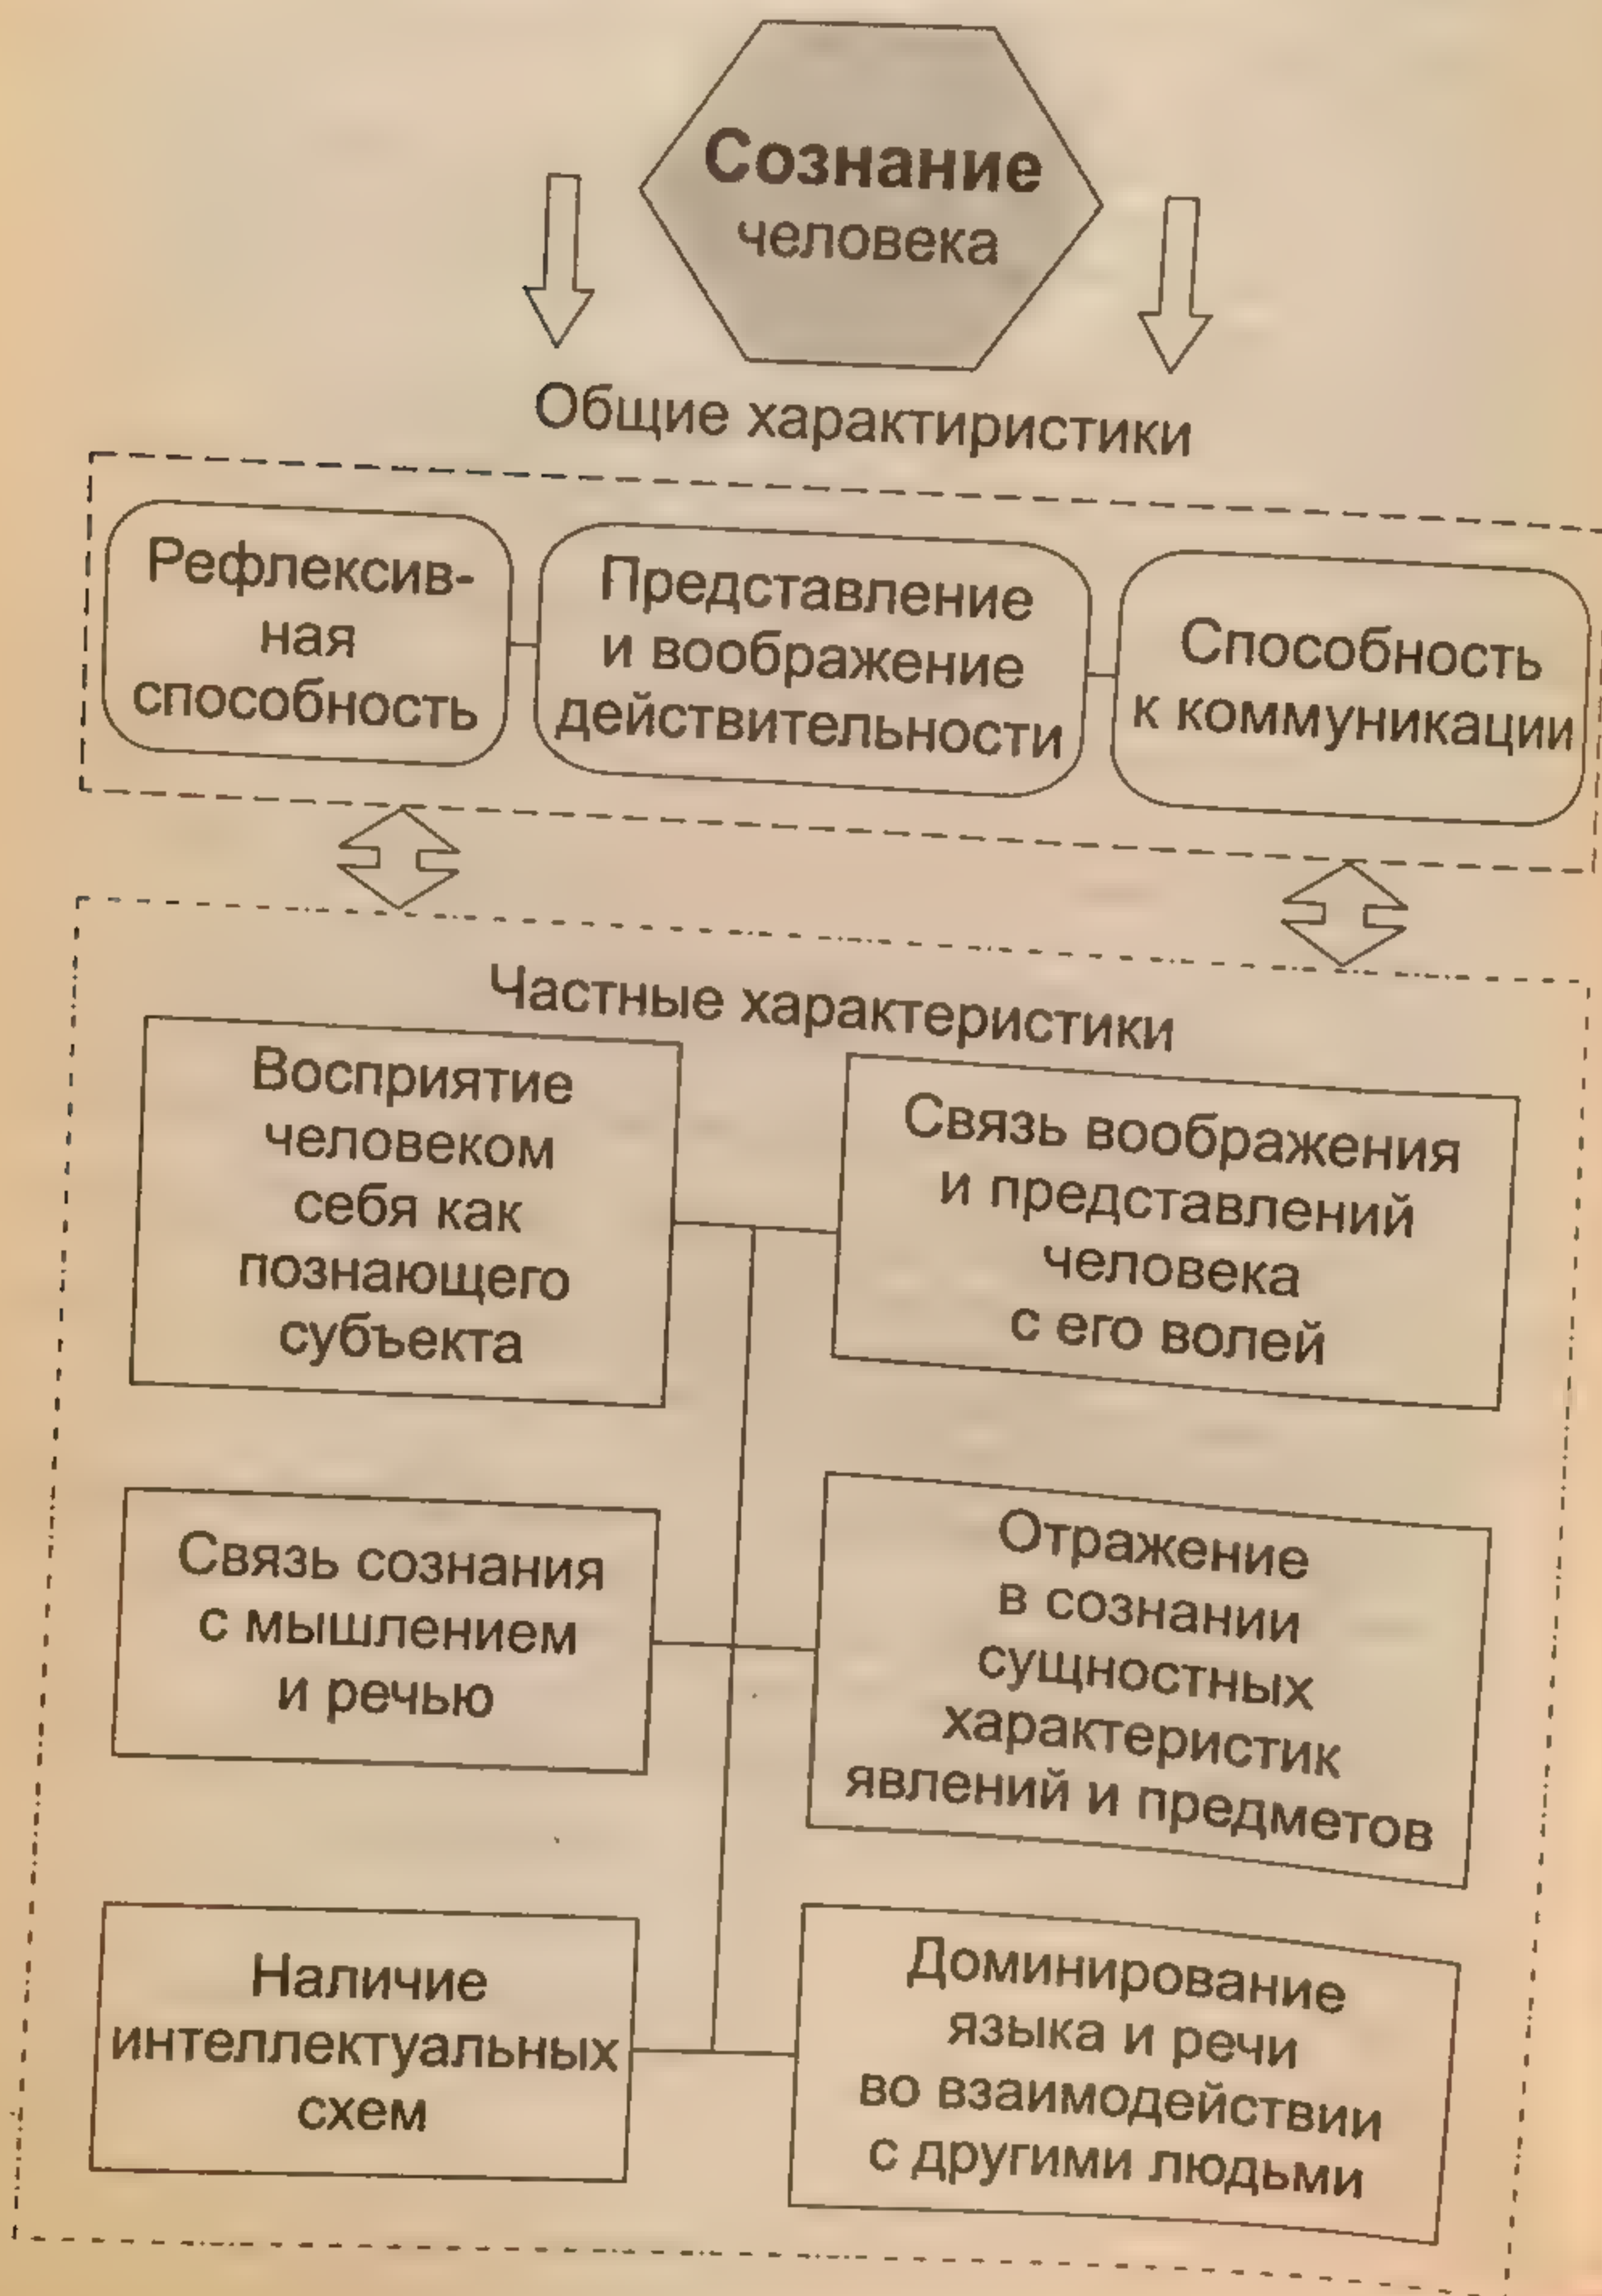 Сознание
человека
Общие характиристики
Рефлексив-
ная
способность
Представление
и воображение
действительности
Способность
к коммуникации
Частные характеристики
Восприятие
человеком
себя как
познающего
субъекта
Связь воображения
и представлений
человека
с его волей
Связь сознания
с мышлением
и речью
Отражение
в сознании
сущностных
характеристик
явлений и предметов
Наличие
интеллектуальных
схем
Доминирование
языка и речи
во взаимодействии
с другими людьми